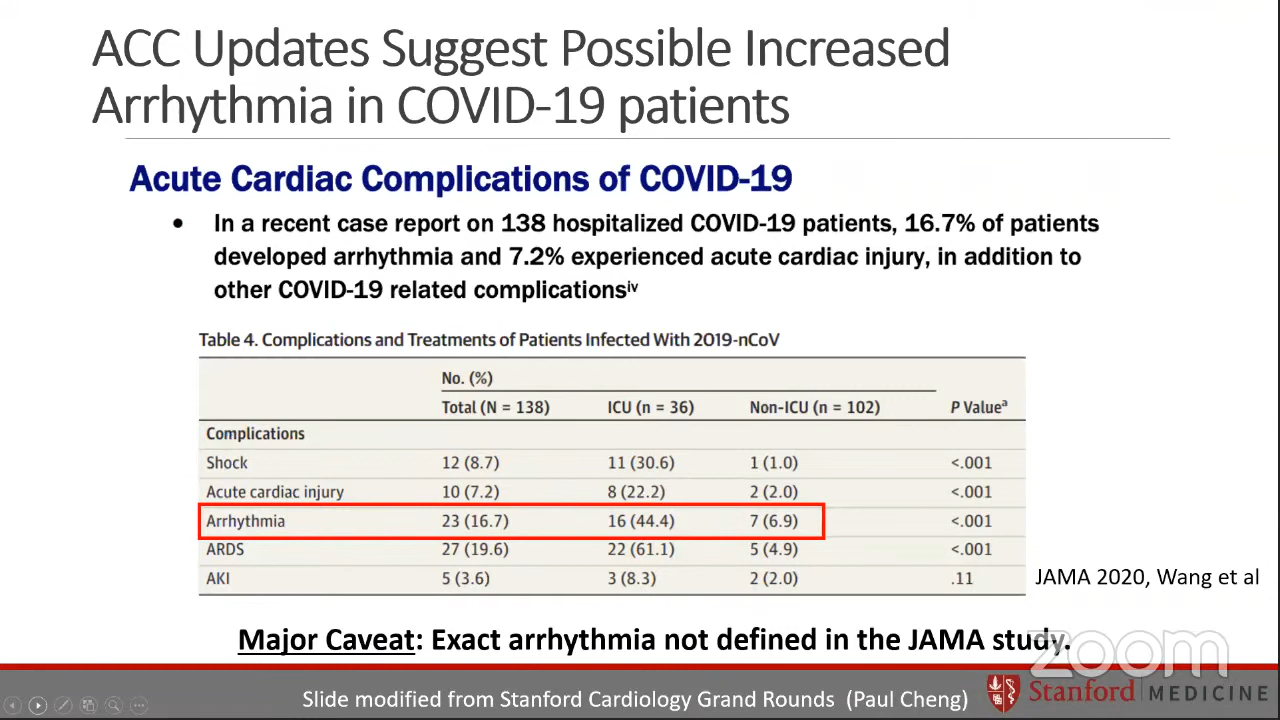 ACC Updates Suggest Possible Increased
Arrhythmia in COVID-19 patients
Acute Cardiac Complications of COVID-19
• In a recent case report on 138 hospitalized COVID-19 patients, 16.7% of patients
developed arrhythmia and 7.2% experienced acute cardiac injury, in addition to
other COVID-19 related complicationsⁱᵛ
Table 4. Complications and Treatments of Patients Infected With 2019-nCoV
No. (%)
Total (N = 138) ICU (n = 36) Non-ICU (n = 102) P Valueᵃ
Complications
Shock 12 (8.7) 11 (30.6) 1 (1.0) <.001
Acute cardiac injury 10 (7.2) 8 (22.2) 2 (2.0) <.001
Arrhythmia 23 (16.7) 16 (44.4) 7 (6.9) <.001
ARDS 27 (19.6) 22 (61.1) 5 (4.9) <.001
AKI 5 (3.6) 3 (8.3) 2 (2.0) .11
JAMA 2020, Wang et al
Major Caveat: Exact arrhythmia not defined in the JAMA study.
zoom
Slide modified from Stanford Cardiology Grand Rounds (Paul Cheng)
Stanford MEDICINE